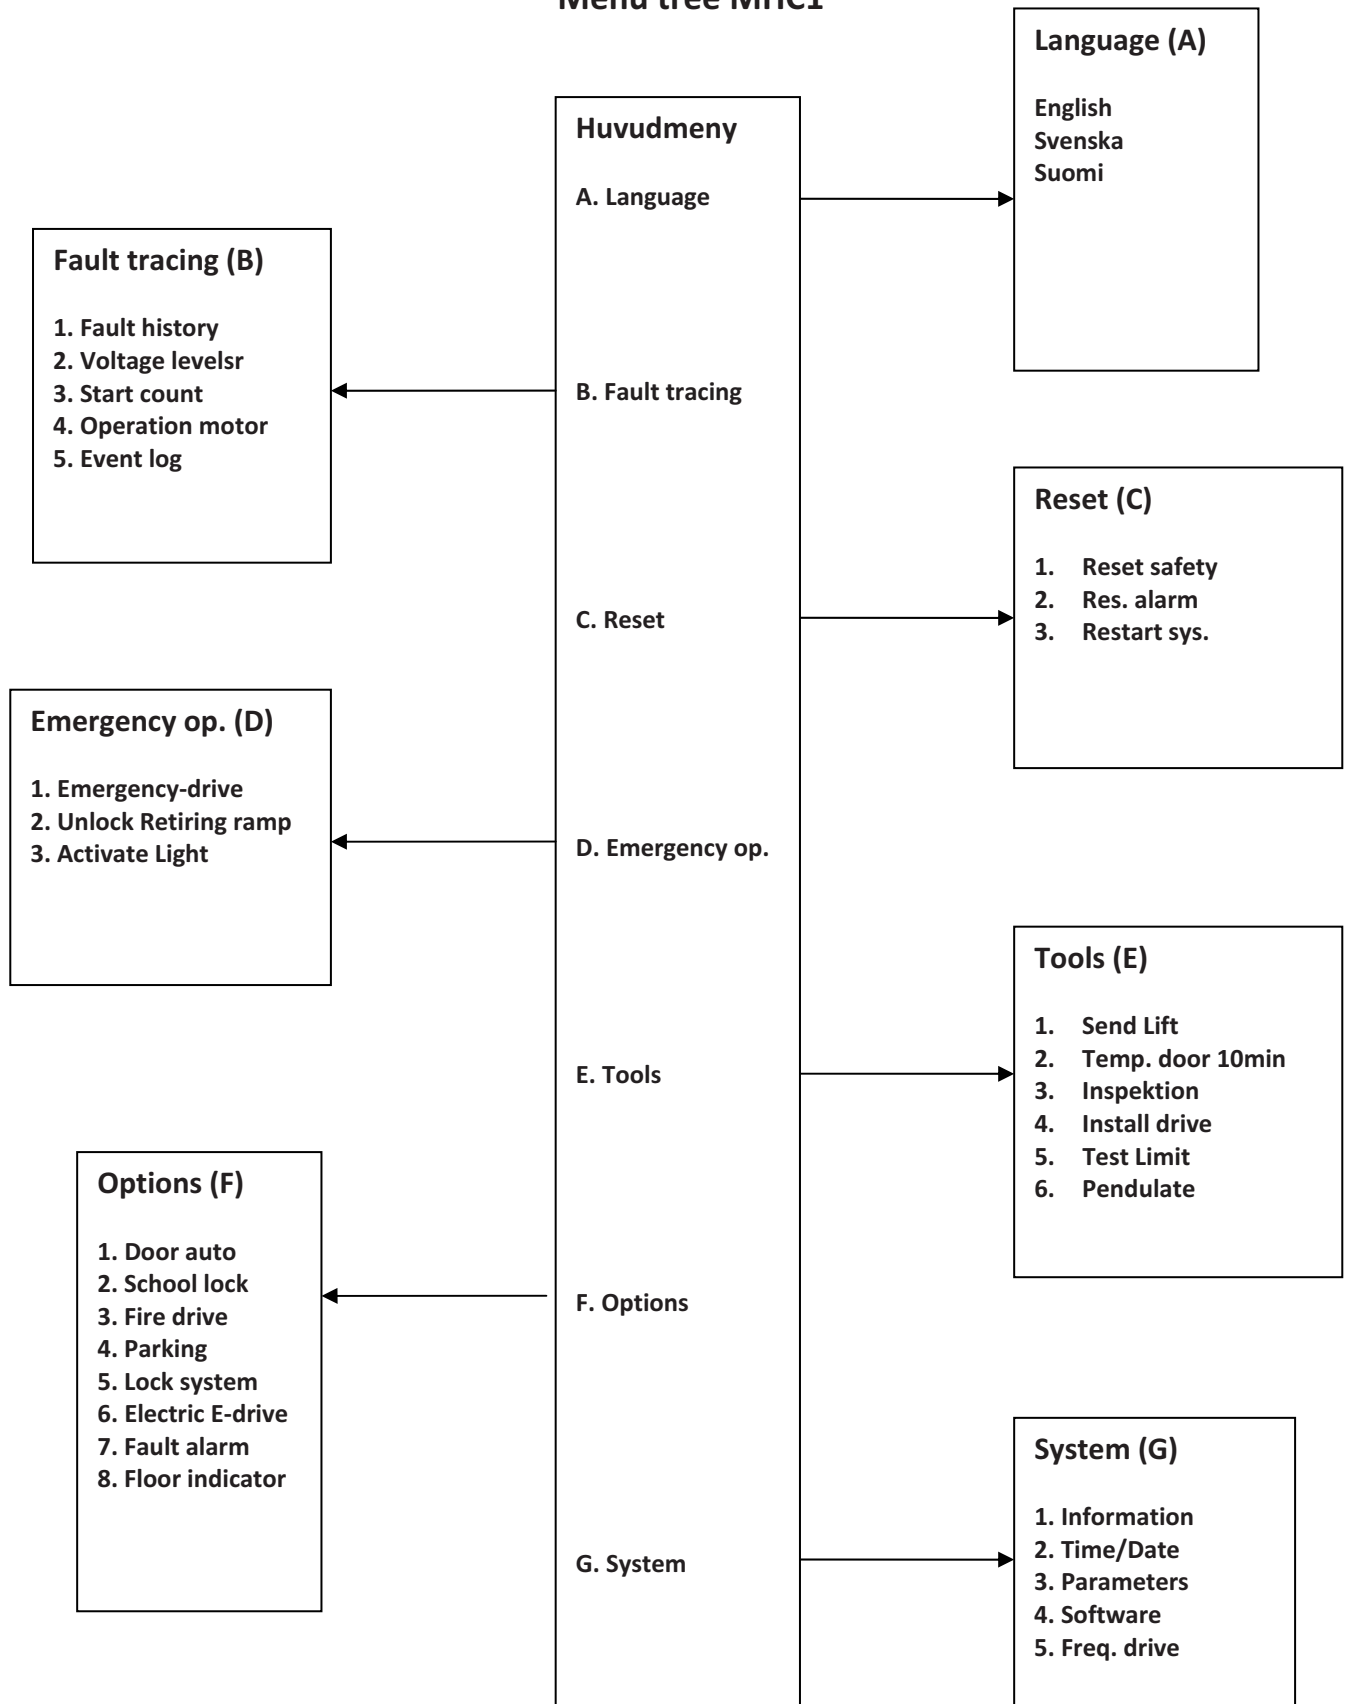 Menu tree MHC1
Language (A)
English
Svenska
Suomi
Huvudmeny
A. Language
B. Fault tracing
C. Reset
D. Emergency op.
E. Tools
F. Options
G. System
Fault tracing (B)
1. Fault history
2. Voltage levelsr
3. Start count
4. Operation motor
5. Event log
Reset (C)
1. Reset safety
2. Res. alarm
3. Restart sys.
Emergency op. (D)
1. Emergency-drive
2. Unlock Retiring ramp
3. Activate Light
Tools (E)
1. Send Lift
2. Temp. door 10min
3. Inspektion
4. Install drive
5. Test Limit
6. Pendulate
Options (F)
1. Door auto
2. School lock
3. Fire drive
4. Parking
5. Lock system
6. Electric E-drive
7. Fault alarm
8. Floor indicator
System (G)
1. Information
2. Time/Date
3. Parameters
4. Software
5. Freq. drive